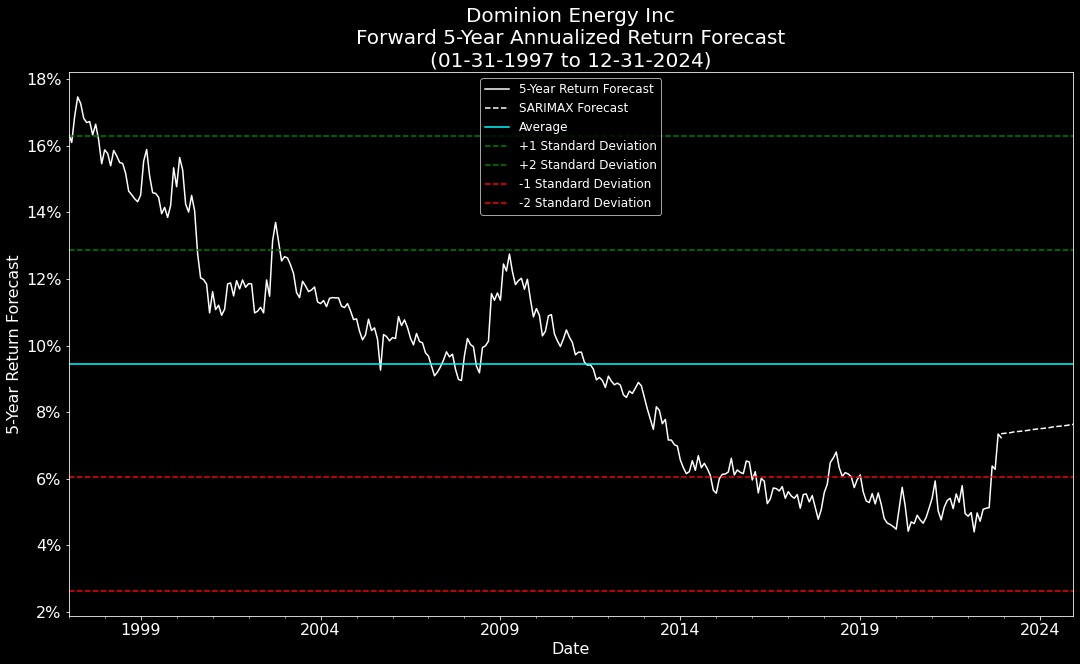 Dominion Energy Inc
Forward 5-Year Annualized Return Forecast
(01-31-1997 to 12-31-2024)
5-Year Return Forecast
SARIMAX Forecast
Average
+1 Standard Deviation
+2 Standard Deviation
-1 Standard Deviation
-2 Standard Deviation
18%
16%
14%
12%
10%
8%
6%
4%
2%
5-Year Return Forecast
1999
2004
2009
2014
2019
2024
Date